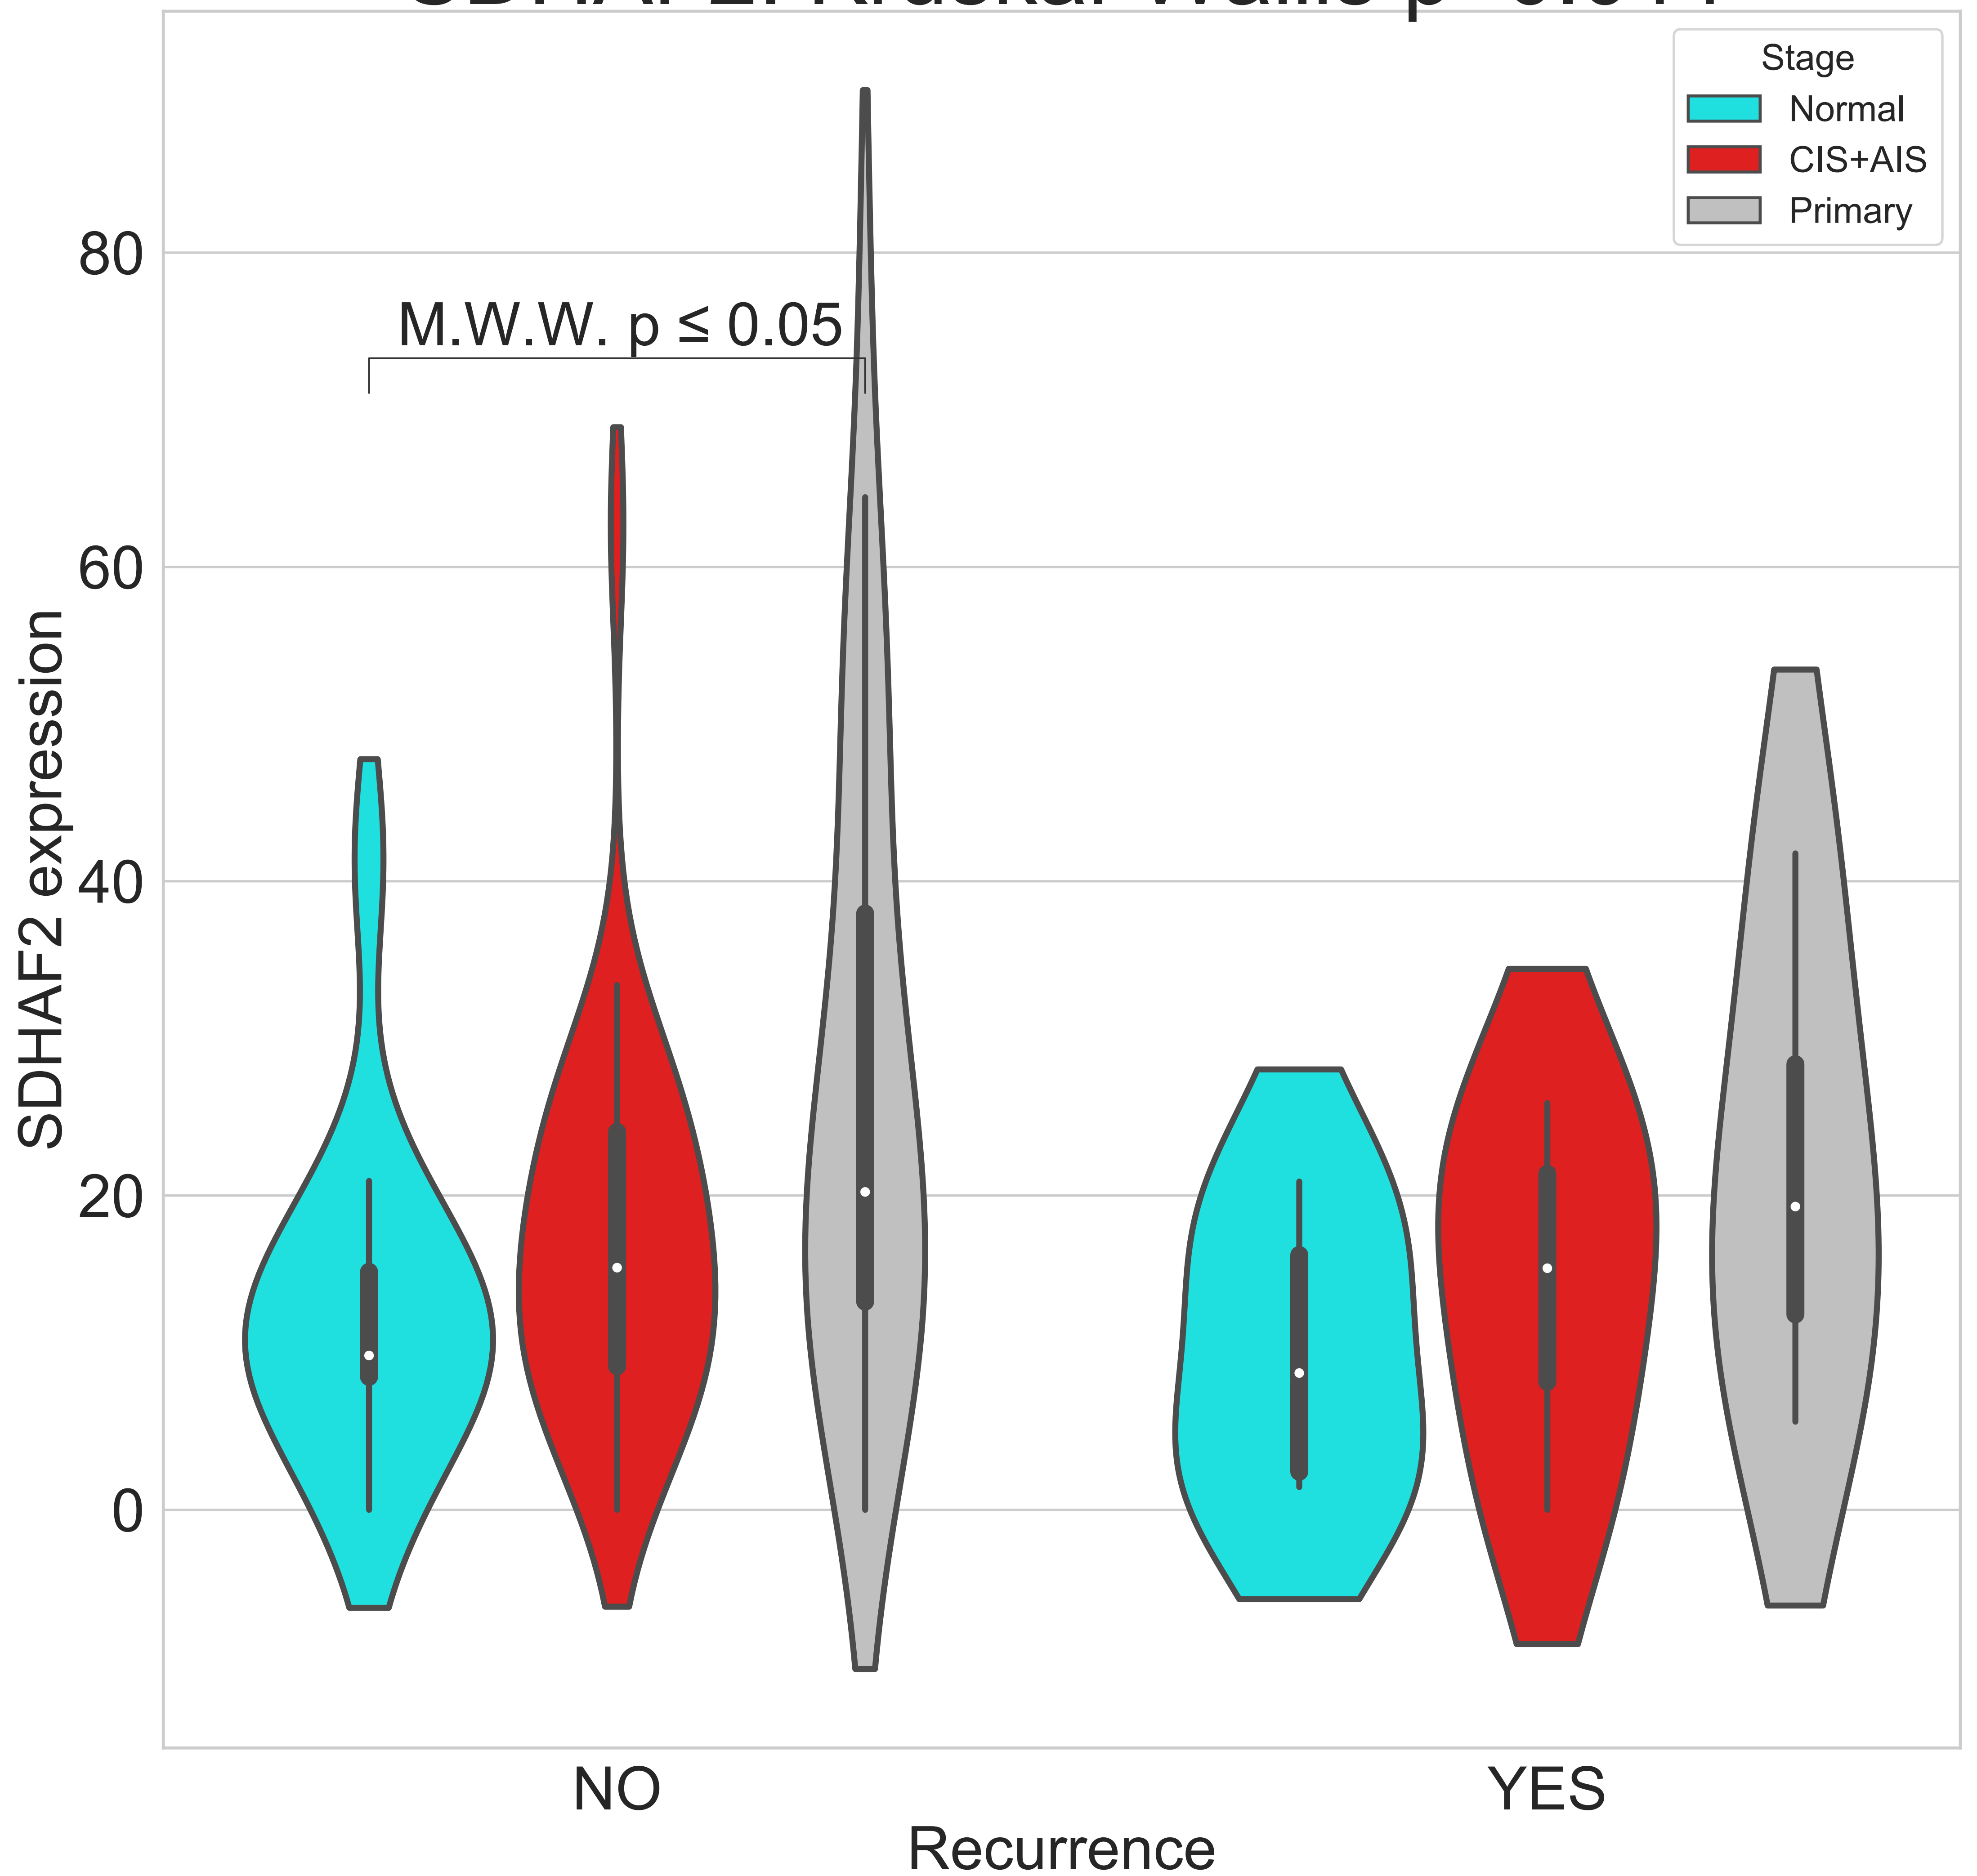 Stage
Normal
CIS+AIS
Primary
80
M.W.W. p ≤ 0.05
60
40
20
0
SDHAF2 expression
NO
YES
Recurrence